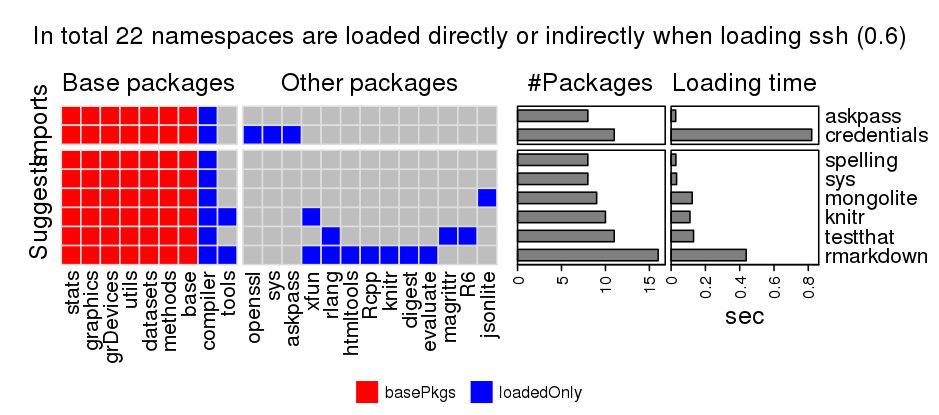 In total 22 namespaces are loaded directly or indirectly when loading ssh (0.6)
Base packages
Other packages
#Packages
Loading time
Imports
Suggests
askpass
credentials
spelling
sys
mongolite
knitr
testthat
rmarkdown
stats
graphics
grDevices
utils
datasets
methods
base
compiler
tools
openssl
sys
askpass
xfun
rlang
htmltools
Rcpp
knitr
digest
evaluate
magrittr
R6
jsonlite
0 5 10 15
0 0.2 0.4 0.6 0.8
sec
basePkgs loadedOnly